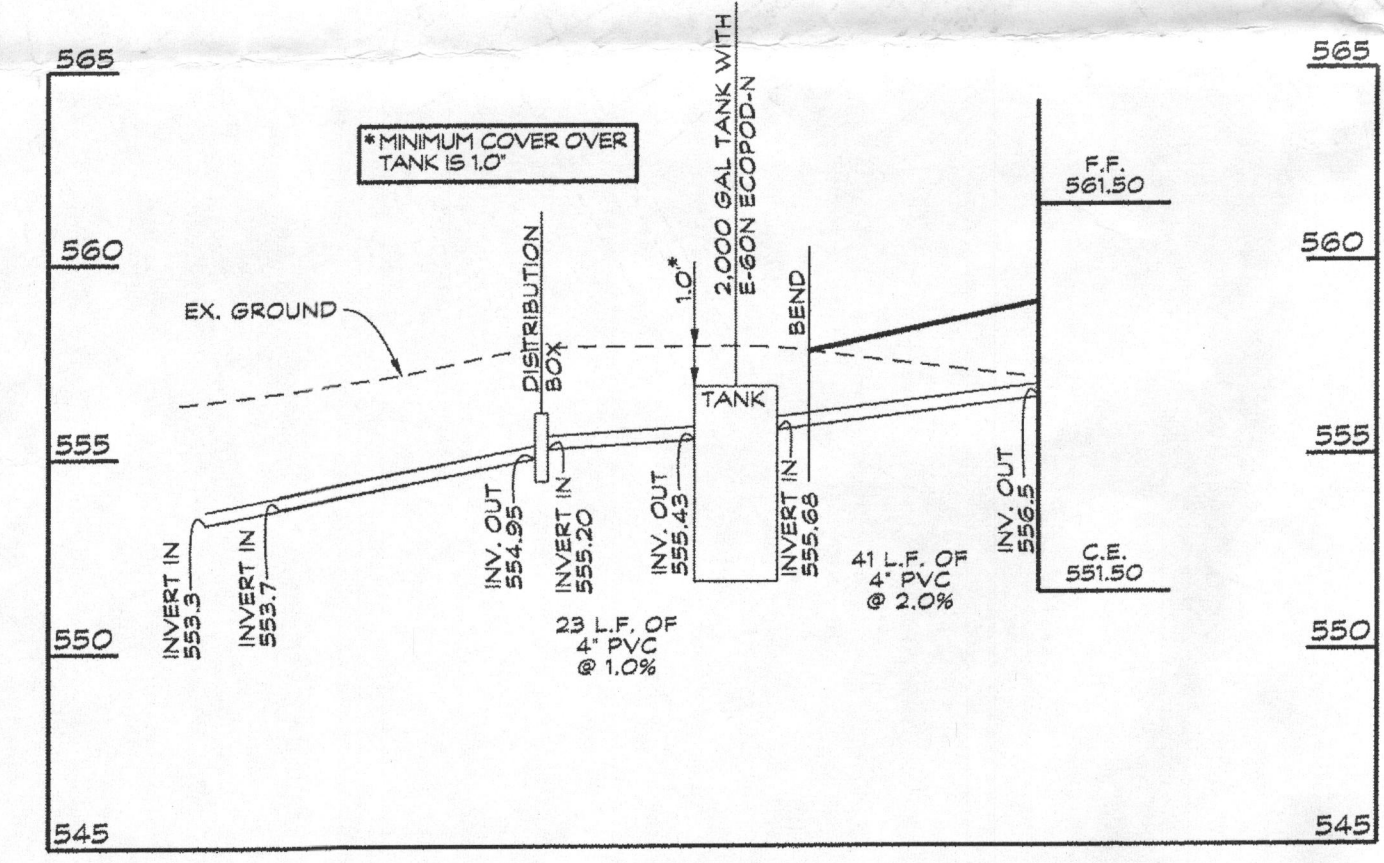 565
565
* MINIMUM COVER OVER
TANK IS 1.0"
2,000 GAL TANK WITH
E-60N ECOPOD-N
F.F.
561.50
560
560
EX. GROUND
DISTRIBUTION
BOX
1.0'*
BEND
TANK
555
555
INVERT IN
553.3
INVERT IN
553.7
INV. OUT
554.95
INVERT IN
555.20
INV. OUT
555.43
INVERT IN
555.68
INV. OUT
556.5
41 L.F. OF
4" PVC
@ 2.0%
C.E.
551.50
23 L.F. OF
4" PVC
@ 1.0%
550
550
545
545